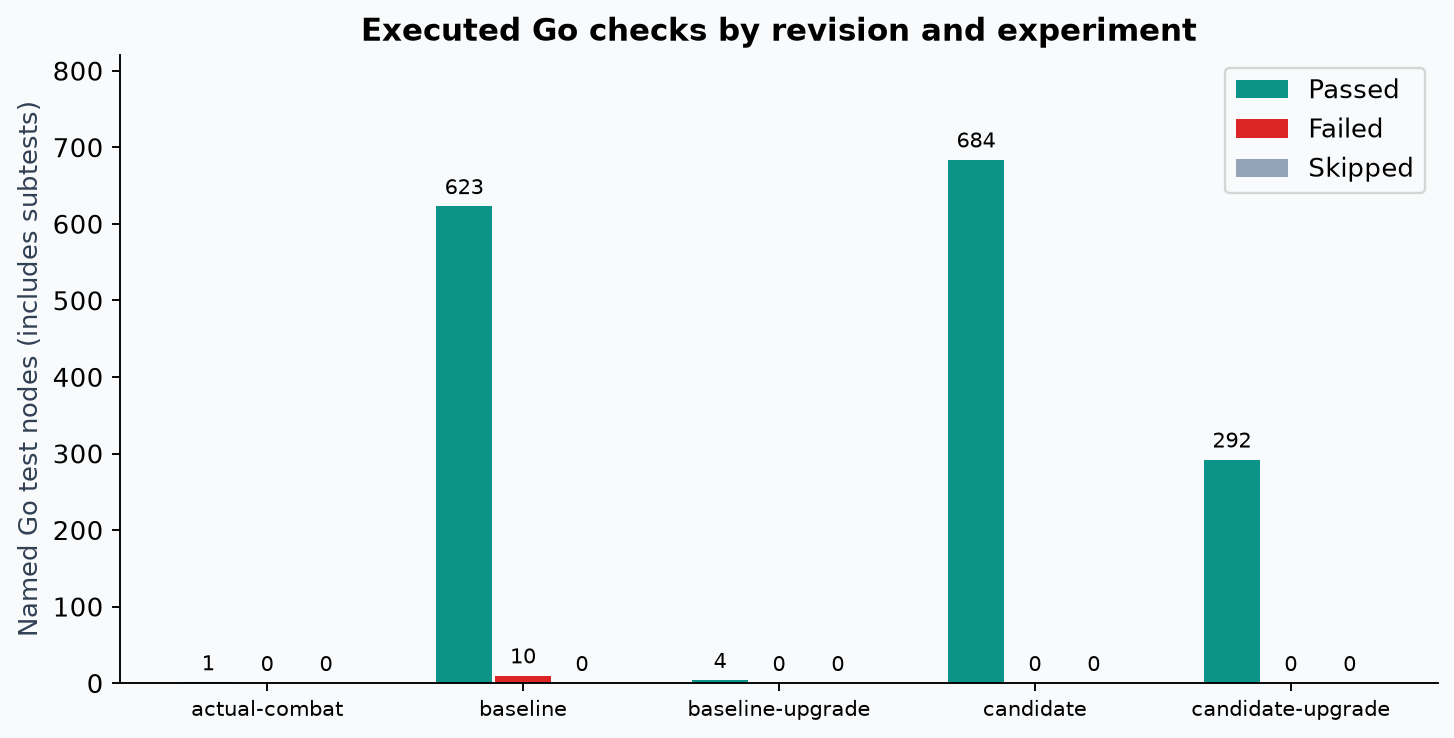 Executed Go checks by revision and experiment
Named Go test nodes (includes subtests)
800
700
600
500
400
300
200
100
0
Passed
Failed
Skipped
1 0 0
623 10 0
4 0 0
684 0 0
292 0 0
actual-combat baseline baseline-upgrade candidate candidate-upgrade